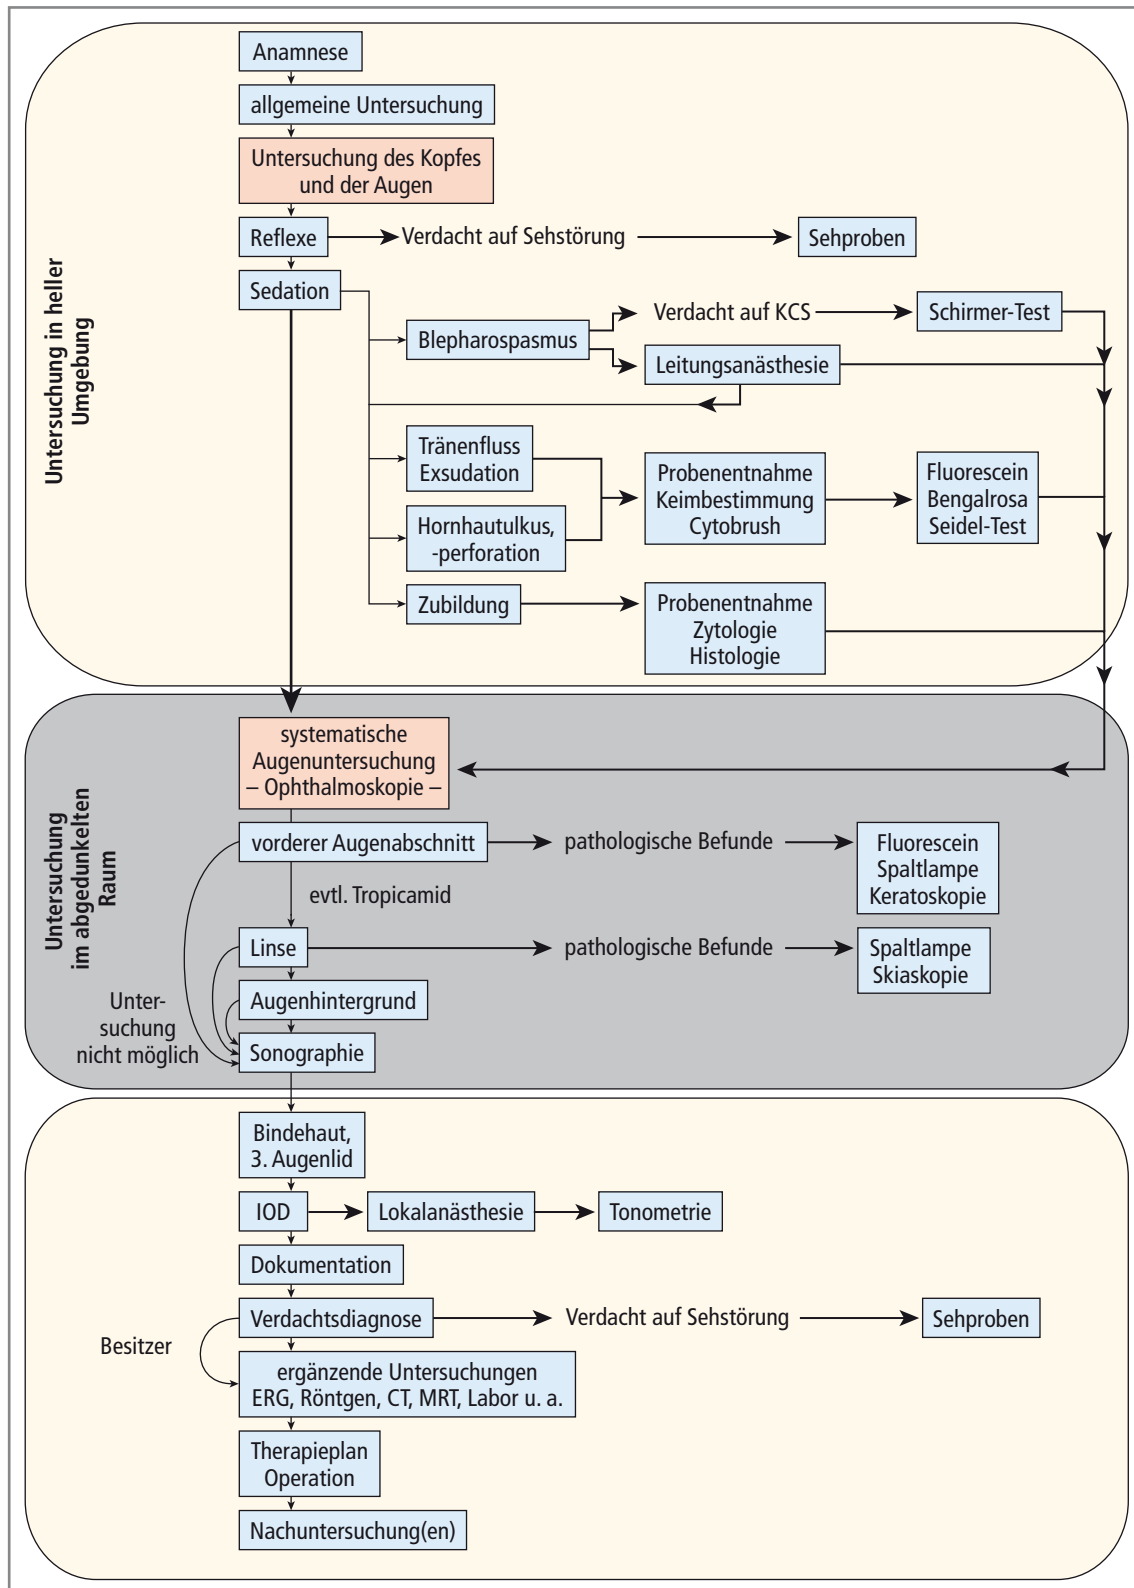 Untersuchung in heller
Umgebung
Anamnese
allgemeine Untersuchung
Untersuchung des Kopfes
und der Augen
Reflexe
Verdacht auf Sehstörung
Sehproben
Sedation
Blepharospasmus
Verdacht auf KCS
Schirmer-Test
Leitungsanästhesie
Tränenfluss
Exsudation
Hornhautulkus,
-perforation
Probenentnahme
Keimbestimmung
Cytobrush
Fluorescein
Bengalrosa
Seidel-Test
Zubildung
Probenentnahme
Zytologie
Histologie
Untersuchung
im abgedunkelten
Raum
systematische
Augenuntersuchung
– Ophthalmoskopie –
vorderer Augenabschnitt
pathologische Befunde
Fluorescein
Spaltlampe
Keratoskopie
evtl. Tropicamid
Linse
pathologische Befunde
Spaltlampe
Skiaskopie
Augenhintergrund
Unter-
suchung
nicht möglich
Sonographie
Bindehaut,
3. Augenlid
IOD
Lokalanästhesie
Tonometrie
Dokumentation
Verdachtsdiagnose
Verdacht auf Sehstörung
Sehproben
Besitzer
ergänzende Untersuchungen
ERG, Röntgen, CT, MRT, Labor u. a.
Therapieplan
Operation
Nachuntersuchung(en)